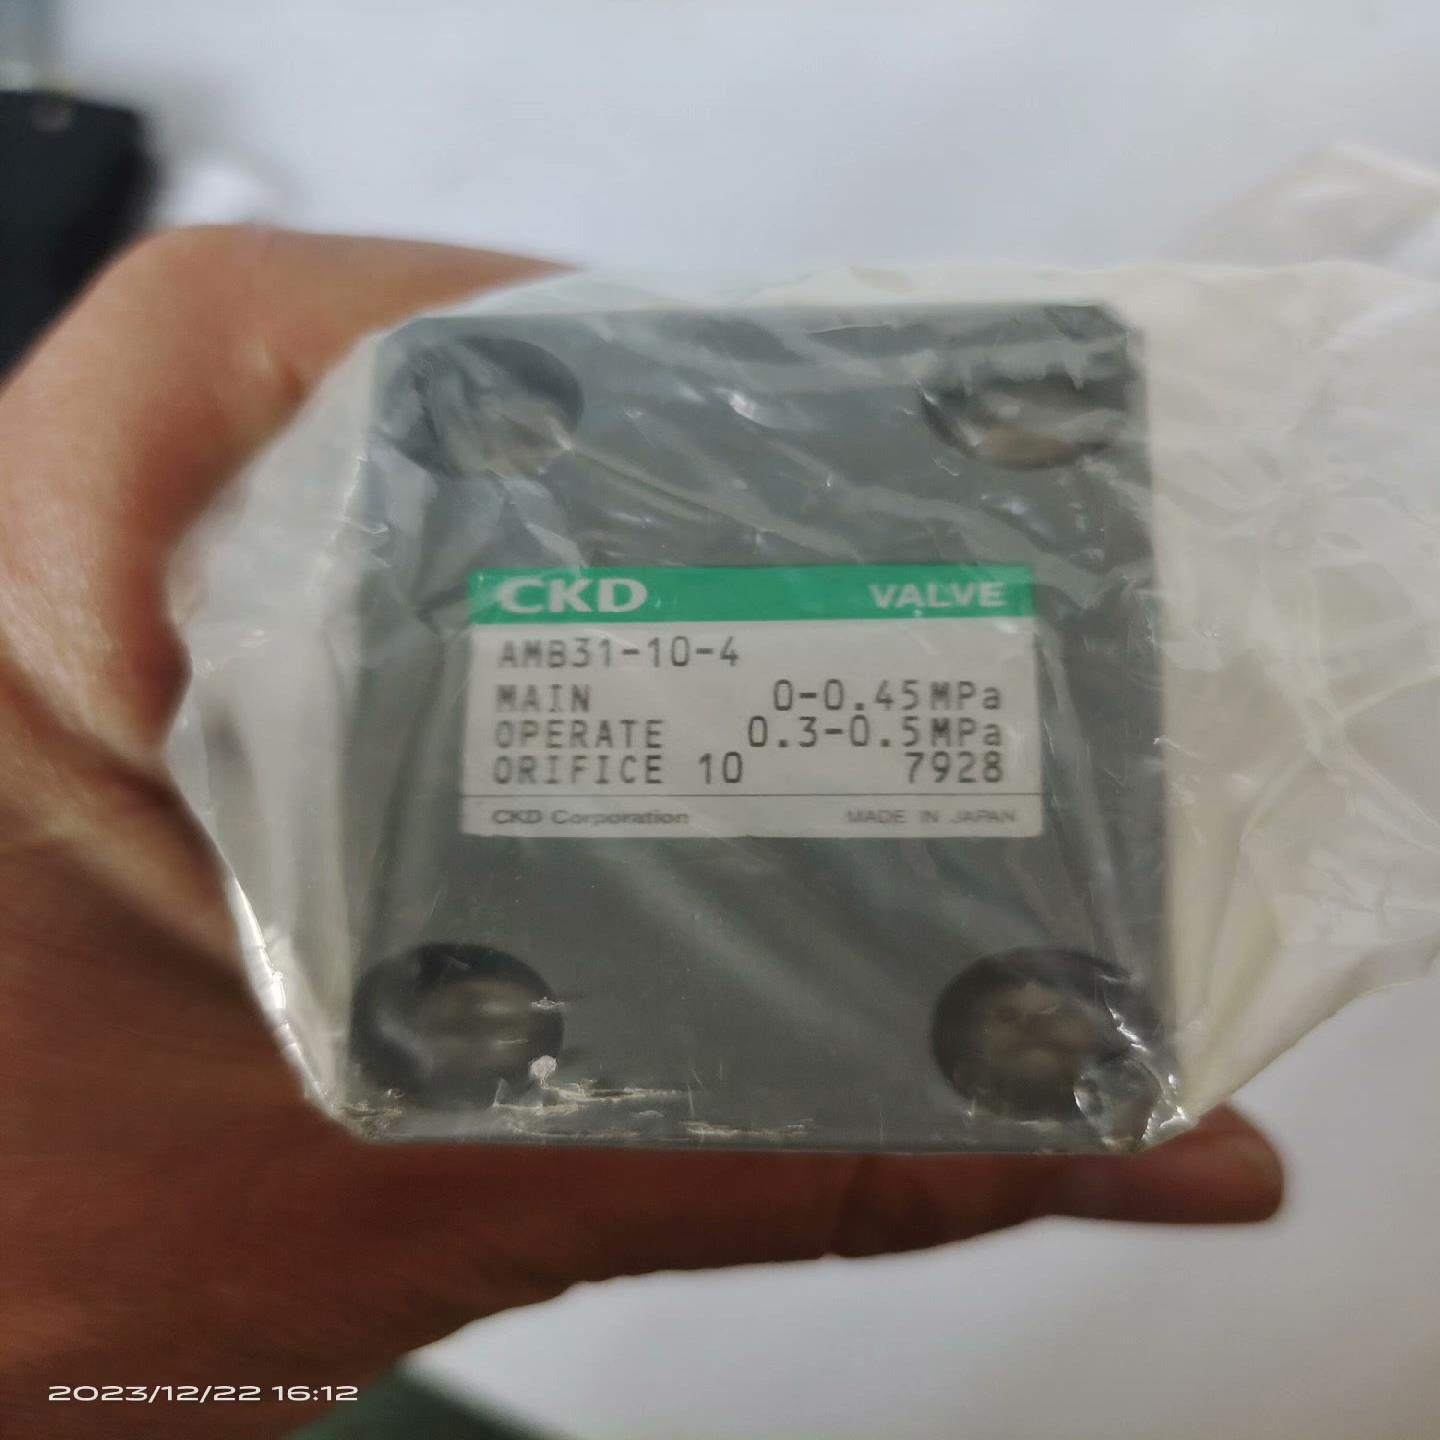 CKD VALVE
AMB31-10-4
MAIN 0-0.45MPa
OPERATE 0.3-0.5MPa
ORIFICE 10 7928
CKD Corporation MADE IN JAPAN
2023/12/22 16:12